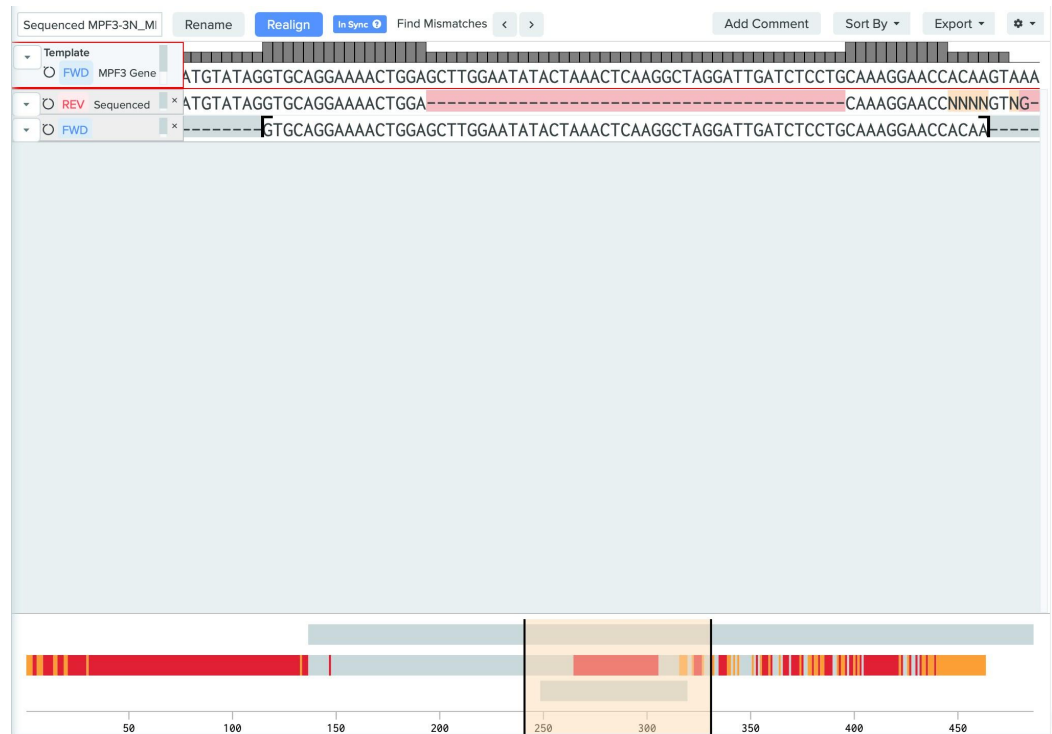 Sequenced MPF3-3N_MI Rename Realign In Sync ? Find Mismatches < > Add Comment Sort By Export
Template
FWD MPF3 Gene ATGTATAGGTGCAGGAAAACTGGAGCTTGGAATATACTAAACTCAAGGCTAGGATTGATCTCCTGCAAAGGAACCACAAGTAAA
REV Sequenced × ATGTATAGGTGCAGGAAAACTGGA-----------------------------------------CAAAGGAACCNNNNGTNG-
FWD × --------GTGCAGGAAAACTGGAGCTTGGAATATACTAAACTCAAGGCTAGGATTGATCTCCTGCAAAGGAACCACAA-----
50 100 150 200 250 300 350 400 450